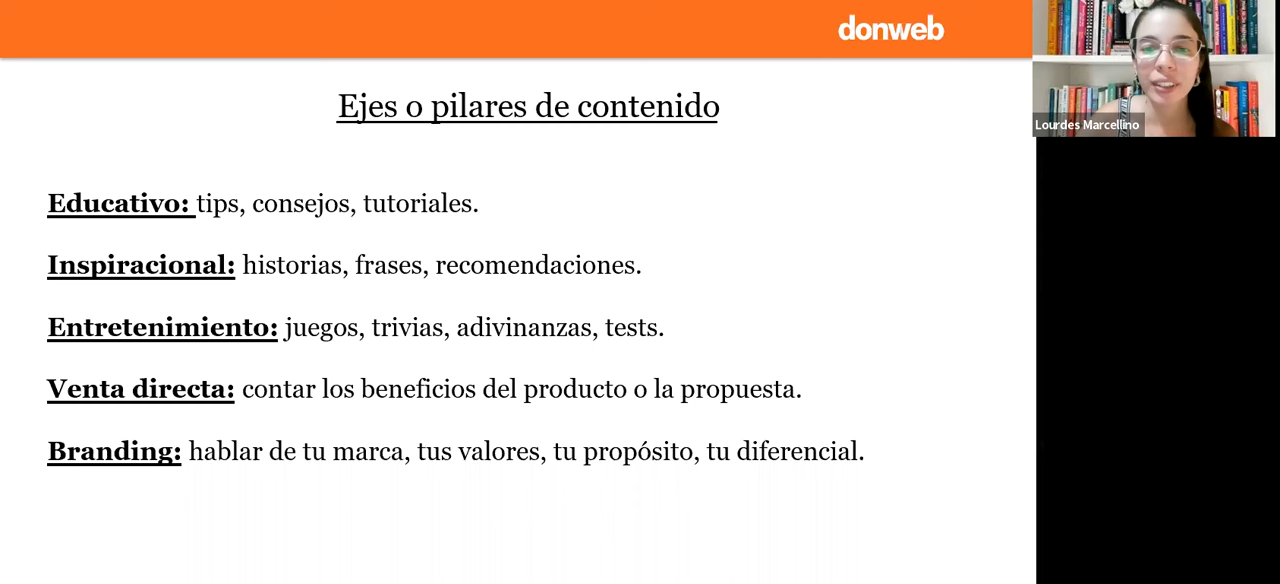 donweb
Lourdes Marcellino
Ejes o pilares de contenido
Educativo: tips, consejos, tutoriales.
Inspiracional: historias, frases, recomendaciones.
Entretenimiento: juegos, trivias, adivinanzas, tests.
Venta directa: contar los beneficios del producto o la propuesta.
Branding: hablar de tu marca, tus valores, tu propósito, tu diferencial.